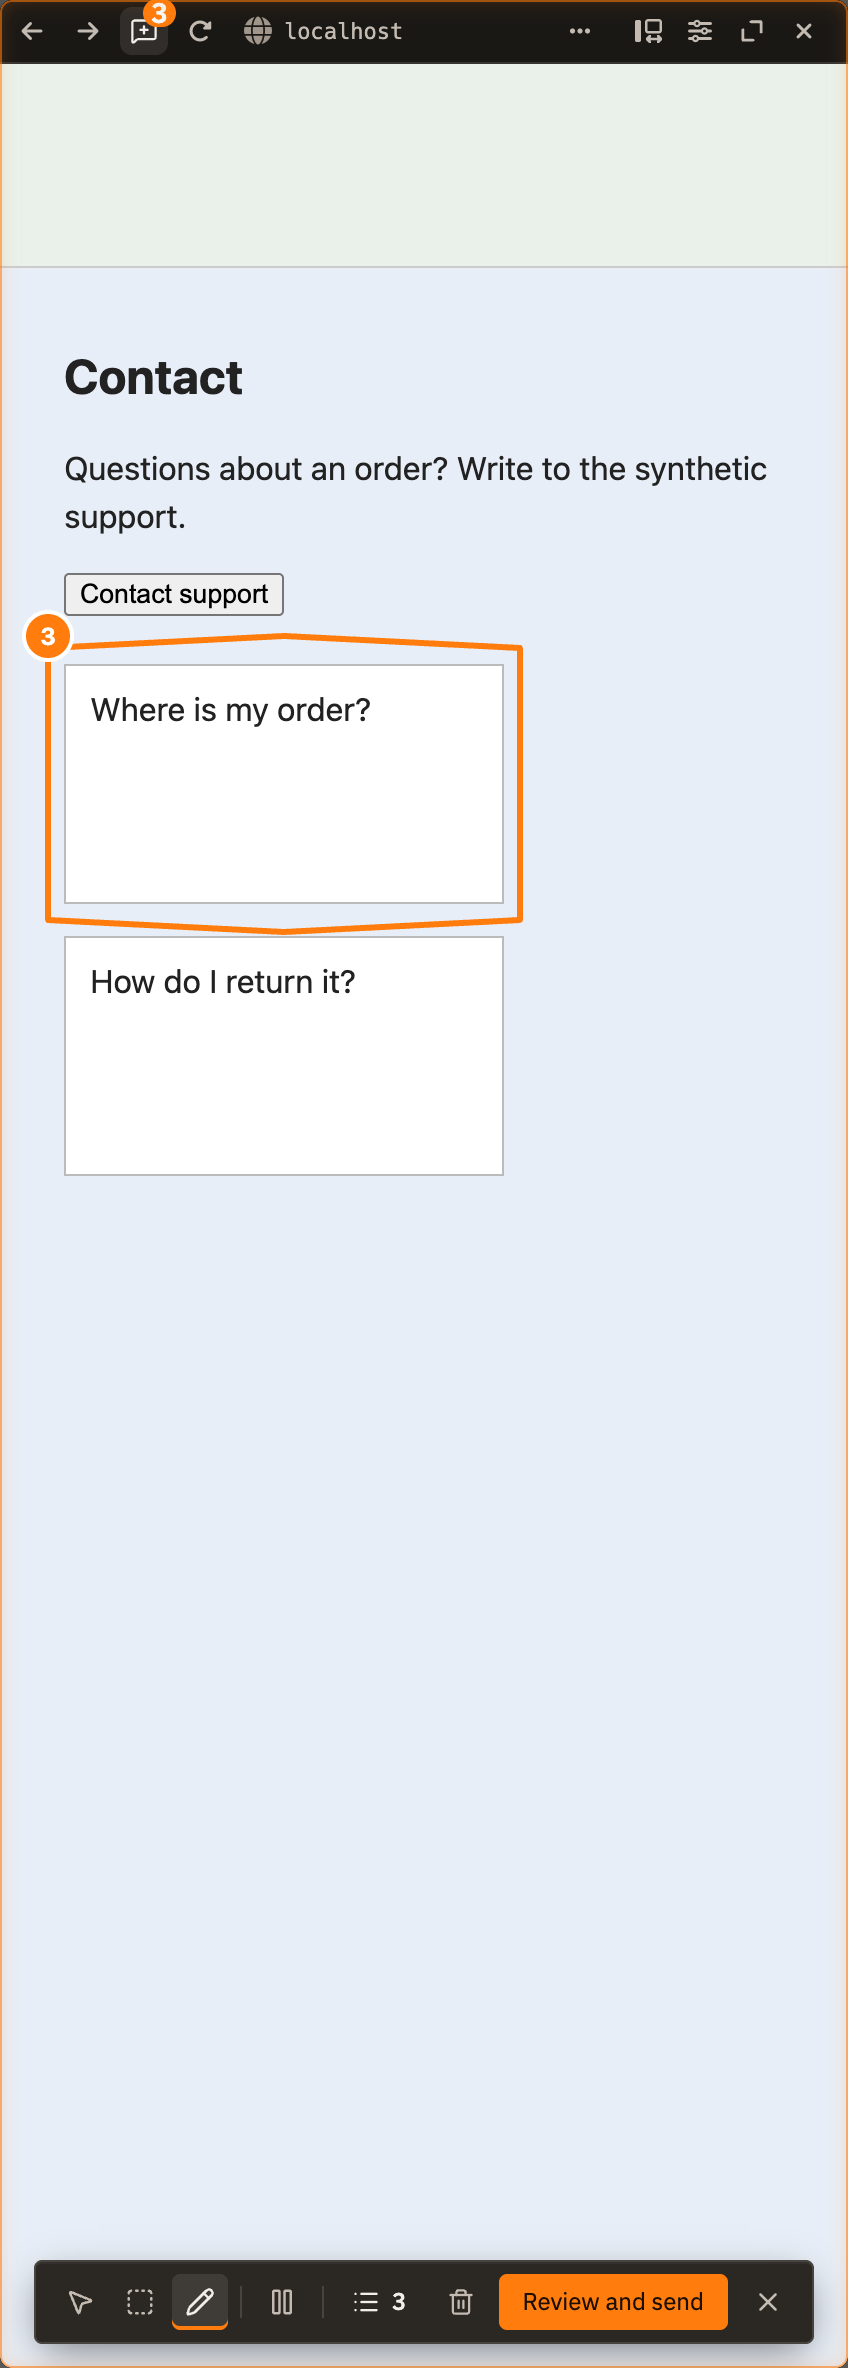 3
localhost
Contact
Questions about an order? Write to the synthetic
support.
Contact support
3
Where is my order?
How do I return it?
3
Review and send